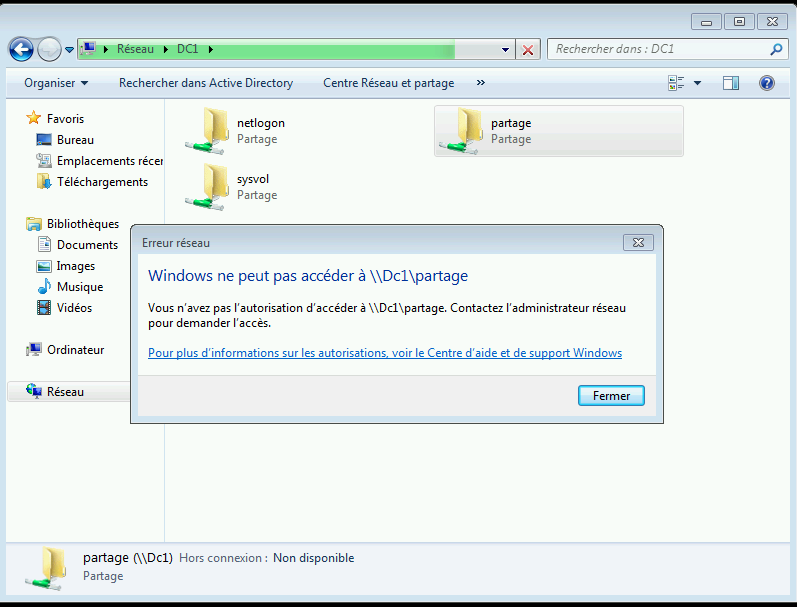 Réseau DC1
Rechercher dans : DC1
Organiser Rechercher dans Active Directory Centre Réseau et partage »
Favoris
Bureau
Emplacements récer
Téléchargements
Bibliothèques
Documents
Images
Musique
Vidéos
Ordinateur
Réseau
netlogon
Partage
partage
Partage
sysvol
Partage
Erreur réseau
Windows ne peut pas accéder à \\Dc1\partage
Vous n'avez pas l'autorisation d'accéder à \\Dc1\partage. Contactez l'administrateur réseau
pour demander l'accès.
Pour plus d'informations sur les autorisations, voir le Centre d'aide et de support Windows
Fermer
partage (\\Dc1) Hors connexion : Non disponible
Partage